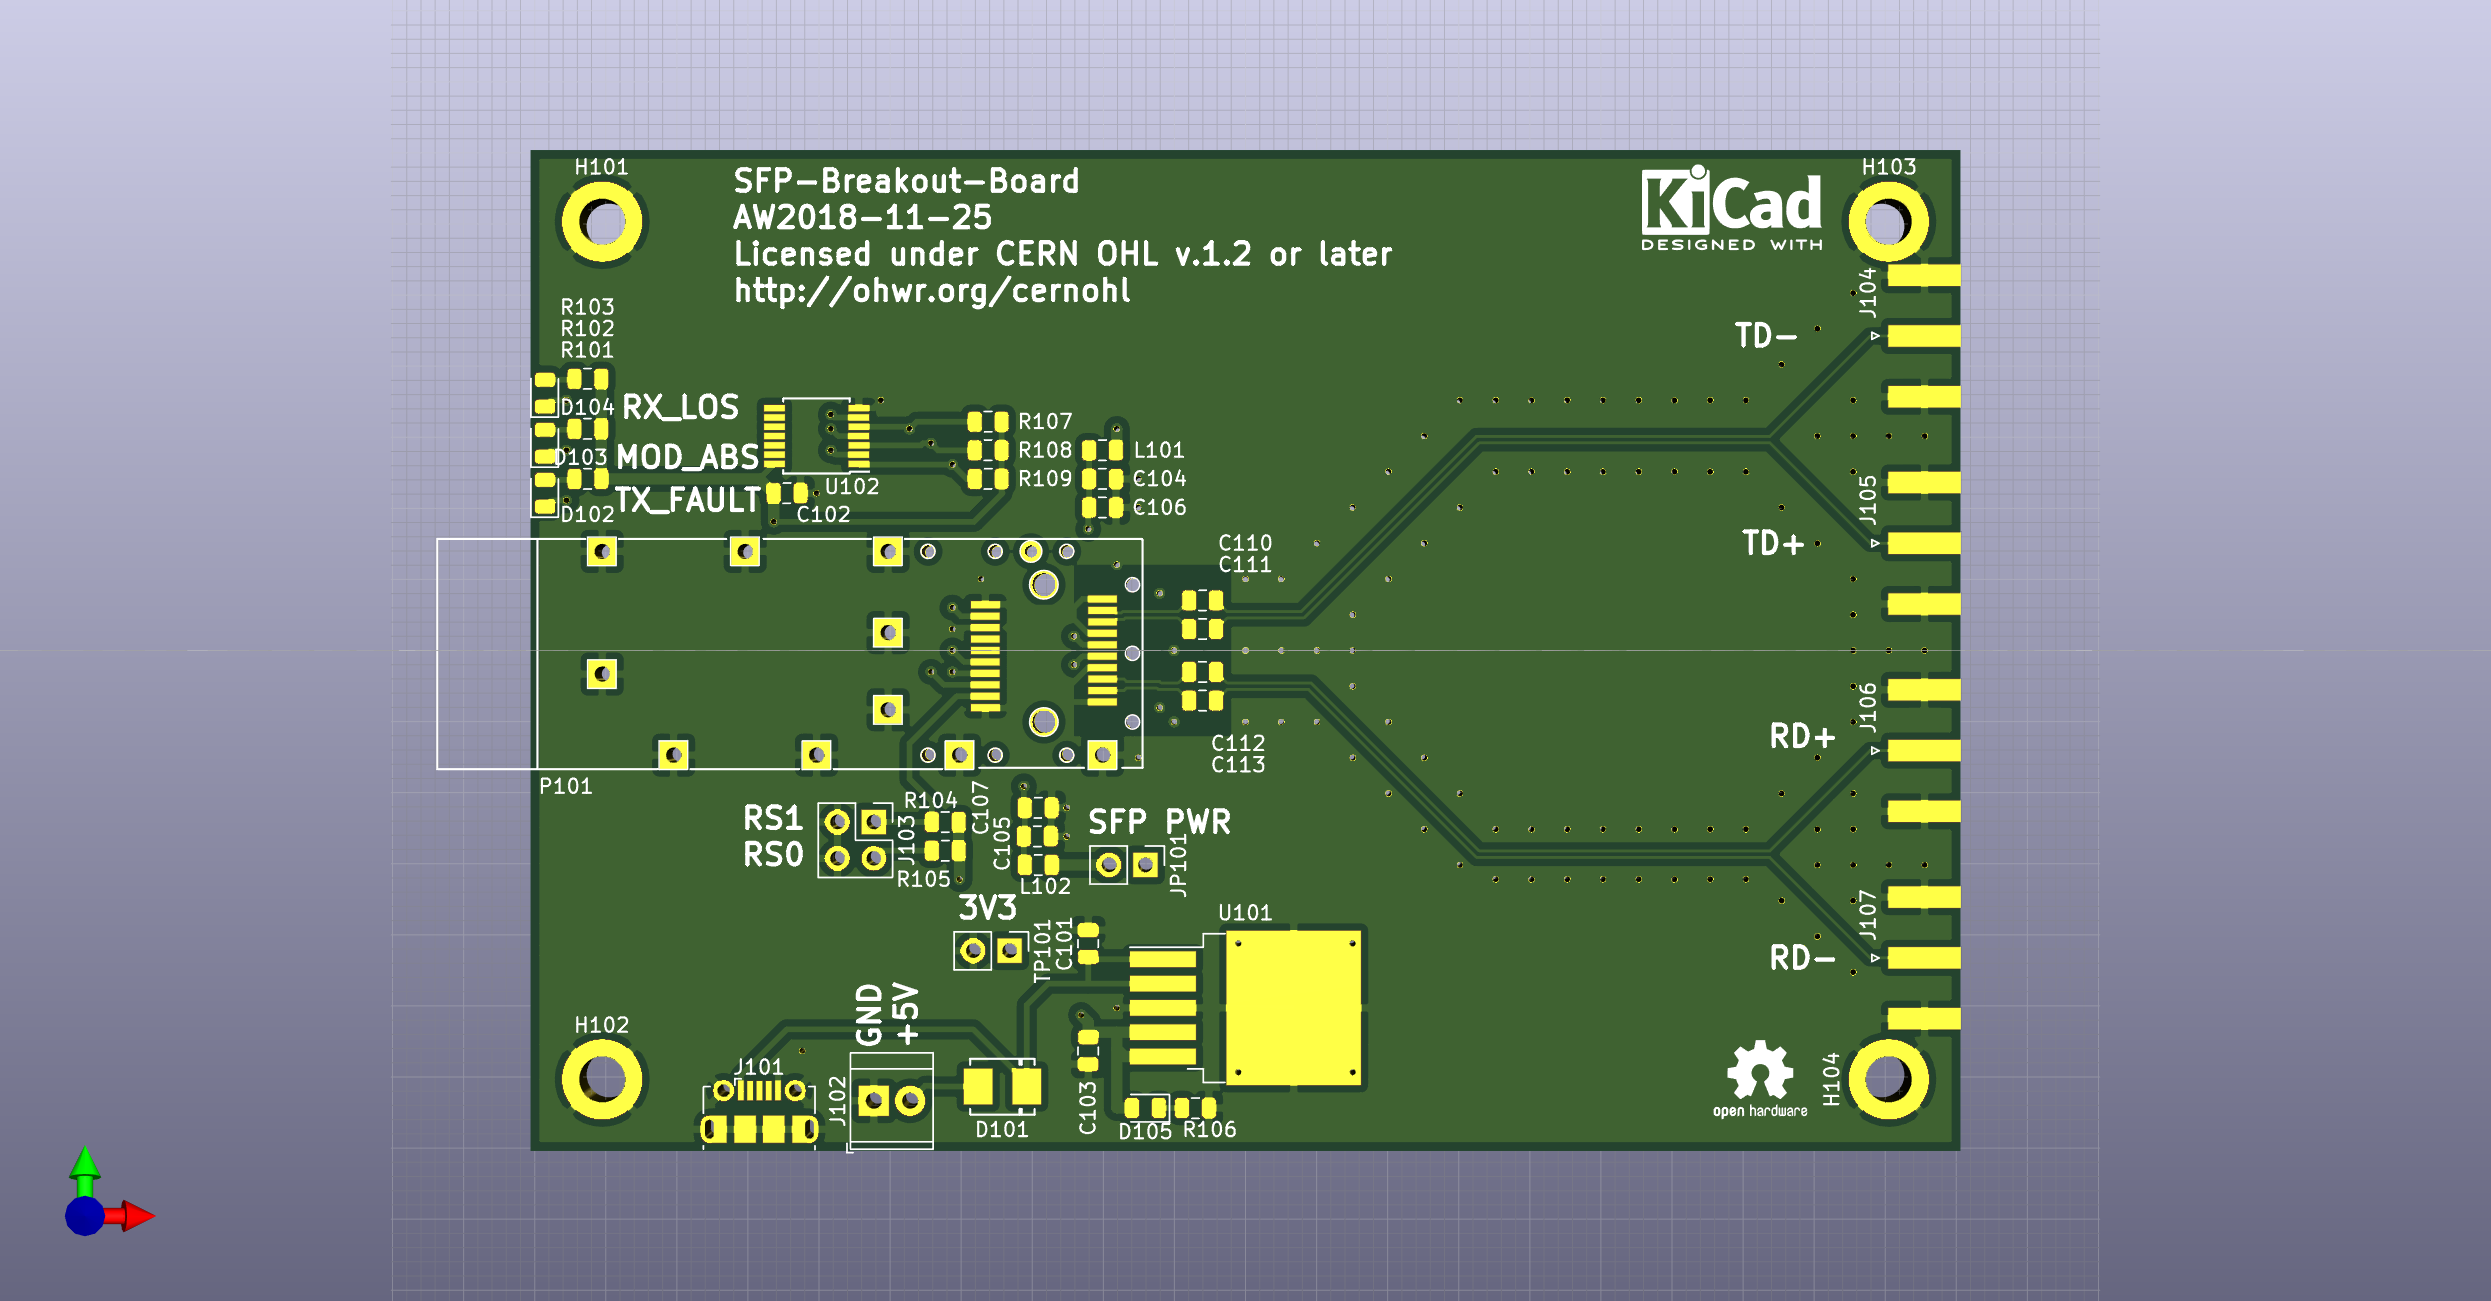 H101
SFP-Breakout-Board
AW2018-11-25
Licensed under CERN OHL v.1.2 or later
http://ohwr.org/cernohl
KiCad
DESIGNED WITH
H103
J104
R103
R102
R101
TD-
D104
RX_LOS
D103
MOD_ABS
D102
TX_FAULT
U102
C102
R107
R108
R109
L101
C104
C106
J105
TD+
C110
C111
P101
C112
C113
J106
RD+
RS1
RS0
J103
R104
R105
C107
C105
L102
SFP PWR
JP101
3V3
TP101
C101
U101
J107
RD-
H102
GND
+5V
J101
J102
D101
C103
D105
R106
open hardware
H104